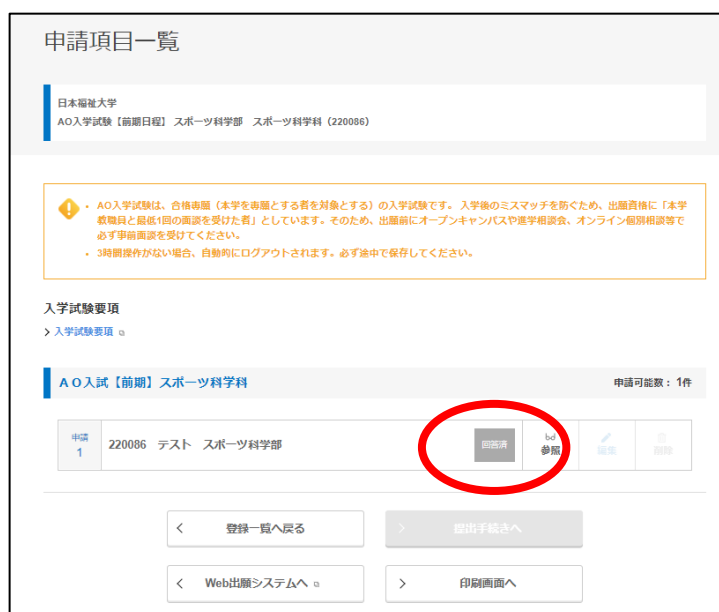 申請項目一覧
日本福祉大学
AO入学試験【前期日程】 スポーツ科学部 スポーツ科学科（220086）
・ AO入学試験は、合格専願（本学を専願とする者を対象とする）の入学試験です。 入学後のミスマッチを防ぐため、出願資格に「本学
教職員と最低1回の面談を受けた者」としています。そのため、出願前にオープンキャンパスや進学相談会、オンライン個別相談等で
必ず事前面談を受けてください。
・ 3時間操作がない場合、自動的にログアウトされます。必ず途中で保存してください。
入学試験要項
> 入学試験要項
ＡＯ入試【前期】スポーツ科学科 申請可能数： 1件
申請
1
220086 テスト スポーツ科学部
回答済
参照
編集
削除
< 登録一覧へ戻る
> 提出手続きへ
< Web出願システムへ
> 印刷画面へ